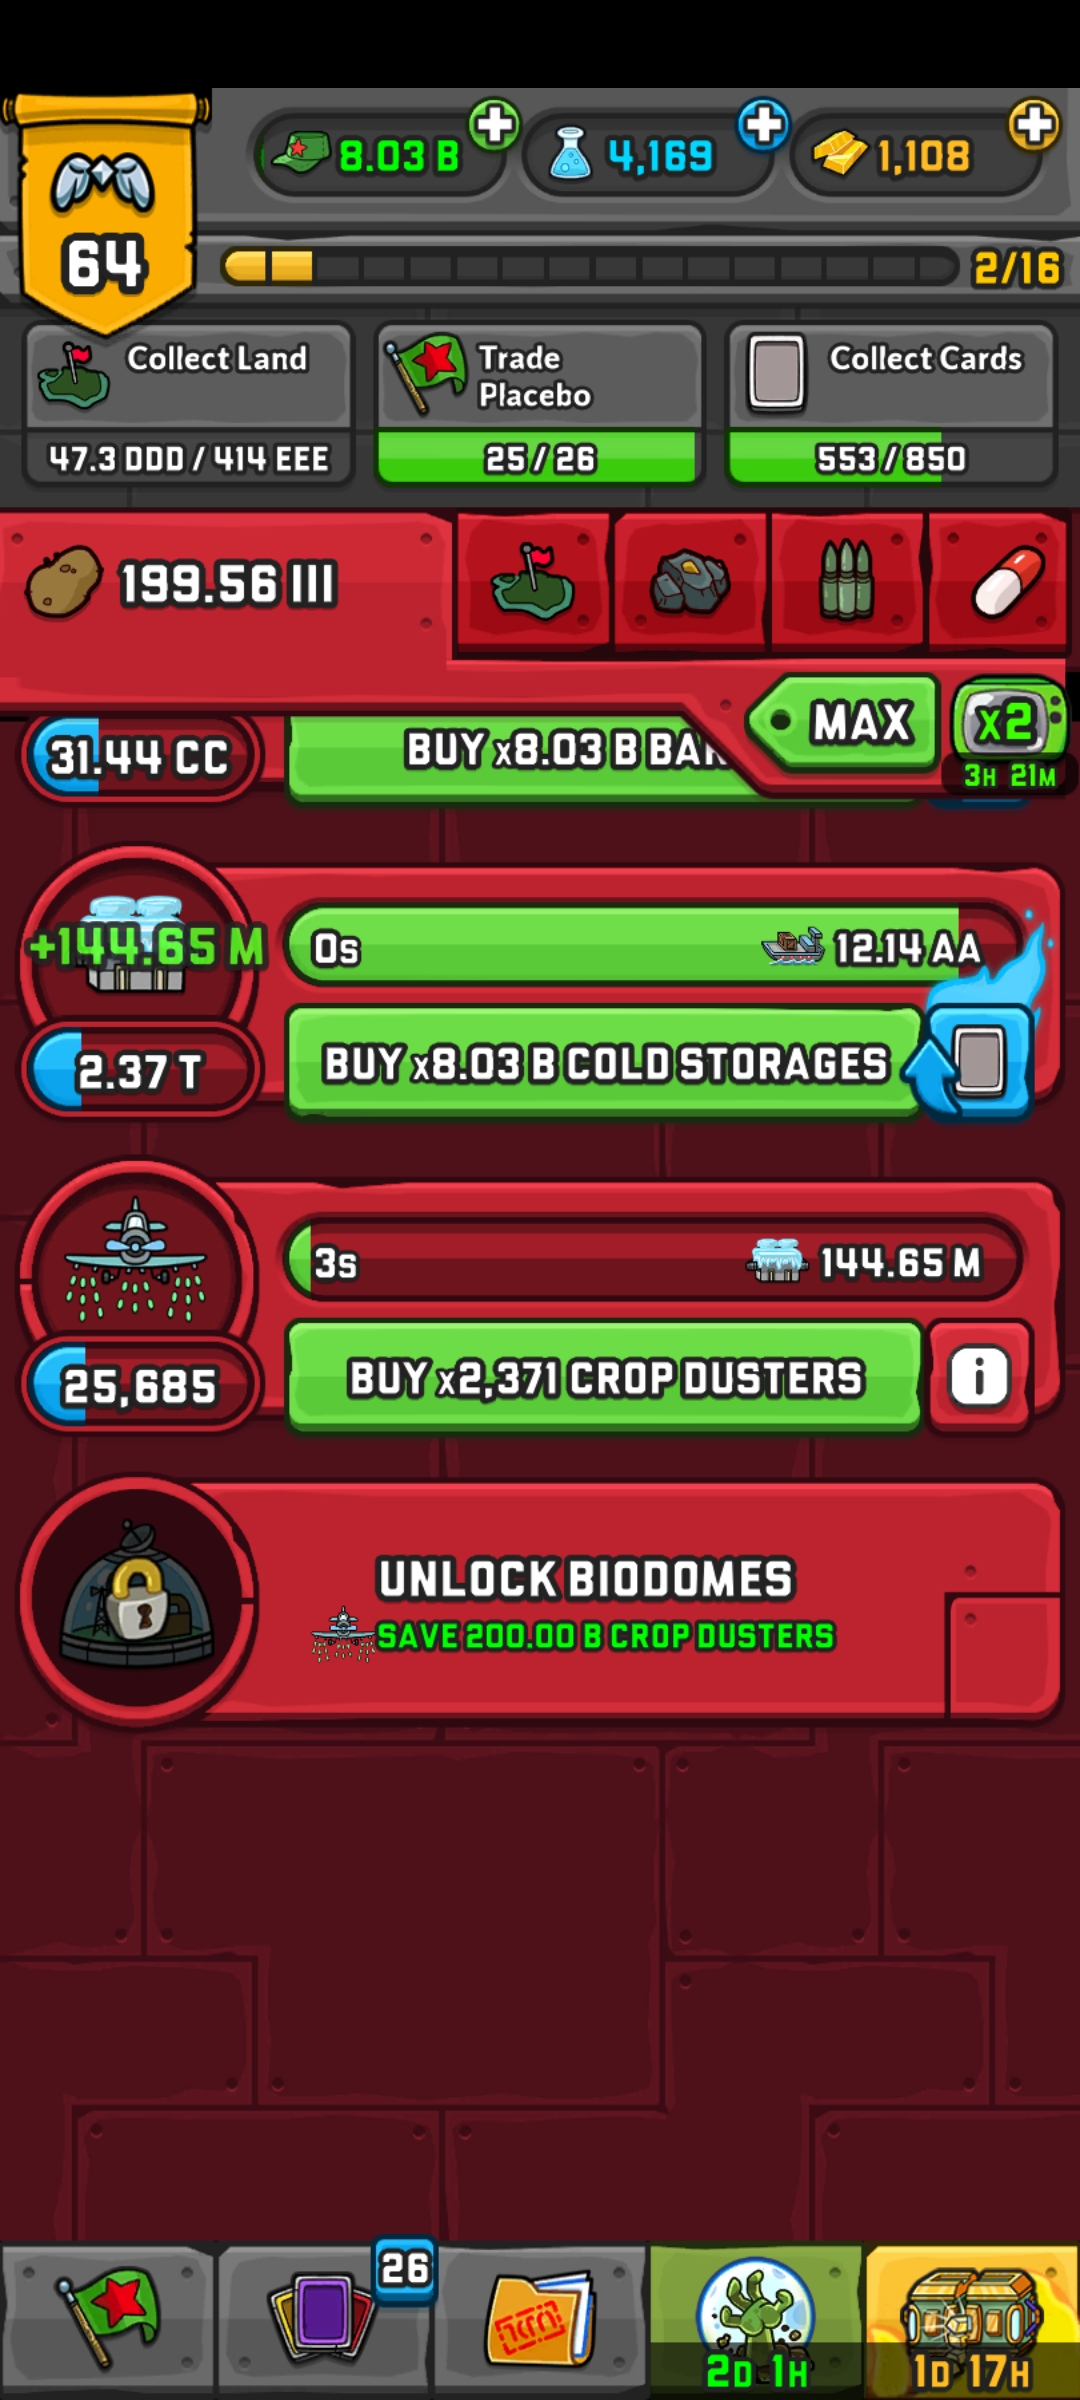 64
8.03 B
4,169
1,108
2/16
Collect Land
47.3 DDD / 414 EEE
Trade
Placebo
25 / 26
Collect Cards
553 / 850
199.56 III
MAX
x2
3H 21M
31.44 CC
BUY x8.03 B BAR
+144.65 M
0s
12.14 AA
2.37 T
BUY x8.03 B COLD STORAGES
3s
144.65 M
25,685
BUY x2,371 CROP DUSTERS
i
UNLOCK BIODOMES
SAVE 200.00 B CROP DUSTERS
26
2D 1H
1D 17H